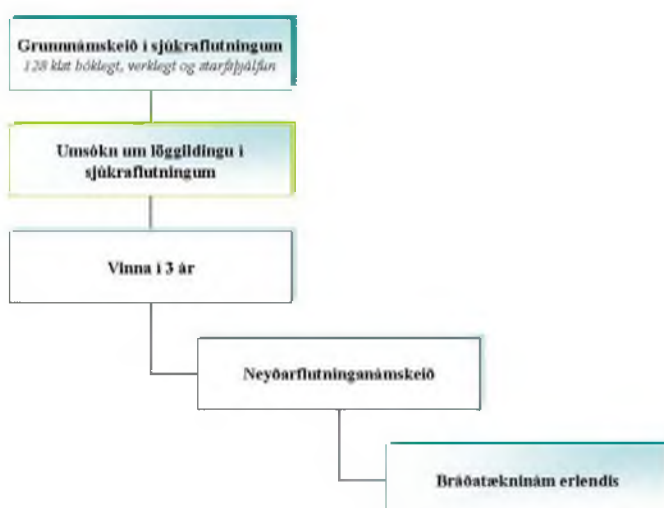 Grunnnámskeið í sjúkraflutningum
128 klst bóklegt, verklegt og starfsþjálfun
Umsókn um löggildingu í
sjúkraflutningum
Vinna í 3 ár
Neyðarflutninganámskeið
Bráðatækninám erlendis